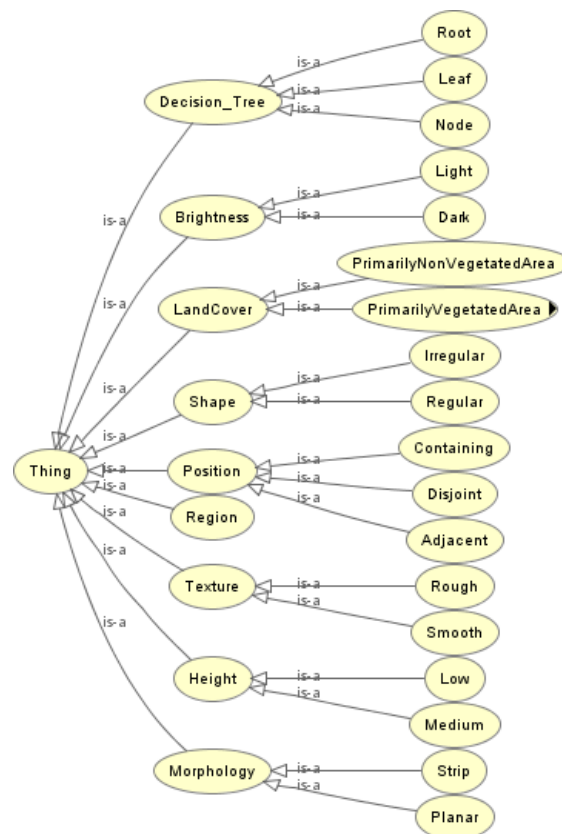 Root
is-a
Leaf
is-a
Decision_Tree
is-a
Node
Light
is-a
Brightness
is-a
Dark
is-a
PrimarilyNonVegetatedArea
is-a
is-a
LandCover
is-a
PrimarilyVegetatedArea
Irregular
is-a
is-a
Shape
is-a
Regular
is-a
Containing
is-a
Thing
is-a
Position
is-a
Disjoint
is-a
is-a
Region
Adjacent
is-a
is-a
Texture
is-a
Rough
is-a
Smooth
is-a
Height
is-a
Low
is-a
Medium
Morphology
is-a
Strip
is-a
Planar